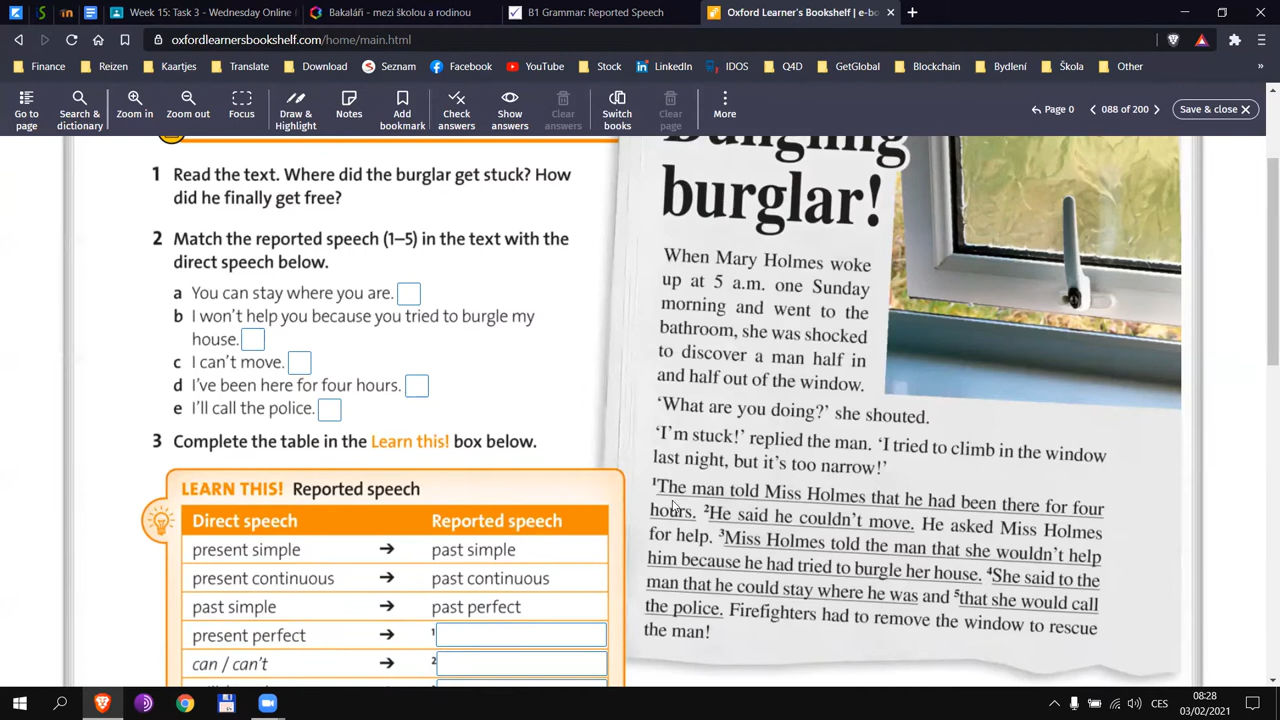 Week 15: Task 3 - Wednesday Online
Bakaláři - mezi školou a rodinou
B1 Grammar: Reported Speech
Oxford Learner's Bookshelf | e-bo
oxfordlearnersbookshelf.com/home/main.html
Finance
Reizen
Kaartjes
Translate
Download
Seznam
Facebook
YouTube
Stock
LinkedIn
IDOS
Q4D
GetGlobal
Blockchain
Bydlení
Škola
Other
Go to page
Search & dictionary
Zoom in
Zoom out
Focus
Draw & Highlight
Notes
Add bookmark
Check answers
Show answers
Clear answers
Switch books
Clear page
More
Page 0
088 of 200
Save & close
1 Read the text. Where did the burglar get stuck? How
did he finally get free?
2 Match the reported speech (1–5) in the text with the
direct speech below.
a You can stay where you are.
b I won't help you because you tried to burgle my
house.
c I can't move.
d I've been here for four hours.
e I'll call the police.
3 Complete the table in the Learn this! box below.
LEARN THIS! Reported speech
Direct speech Reported speech
present simple → past simple
present continuous → past continuous
past simple → past perfect
present perfect → 1
can / can't → 2
Bungling
burglar!
When Mary Holmes woke
up at 5 a.m. one Sunday
morning and went to the
bathroom, she was shocked
to discover a man half in
and half out of the window.
‘What are you doing?’ she shouted.
‘I'm stuck!’ replied the man. ‘I tried to climb in the window
last night, but it's too narrow!’
1The man told Miss Holmes that he had been there for four
hours. 2He said he couldn't move. He asked Miss Holmes
for help. 3Miss Holmes told the man that she wouldn't help
him because he had tried to burgle her house. 4She said to the
man that he could stay where he was and 5that she would call
the police. Firefighters had to remove the window to rescue
the man!
CES
08:28
03/02/2021